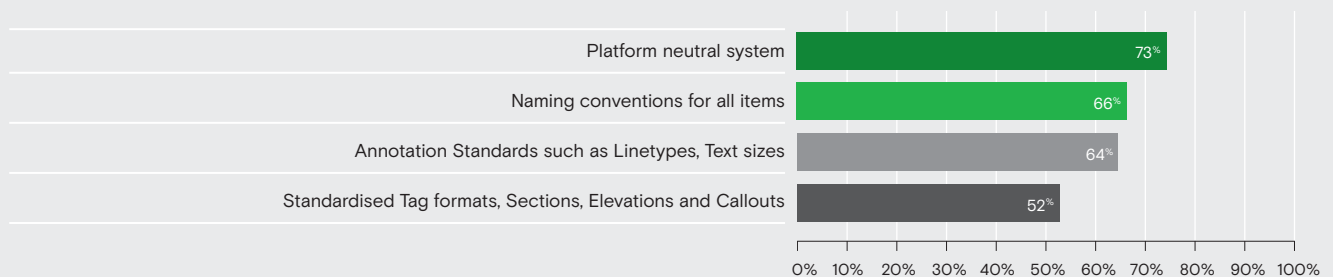 Platform neutral system 73%
Naming conventions for all items 66%
Annotation Standards such as Linetypes, Text sizes 64%
Standardised Tag formats, Sections, Elevations and Callouts 52%
0% 10% 20% 30% 40% 50% 60% 70% 80% 90% 100%